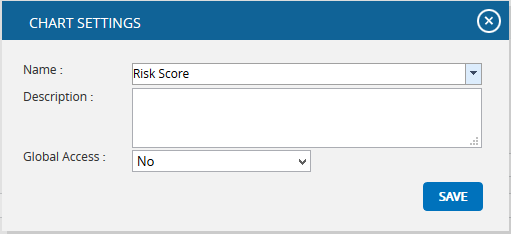 CHART SETTINGS
Name : Risk Score
Description :
Global Access : No
SAVE